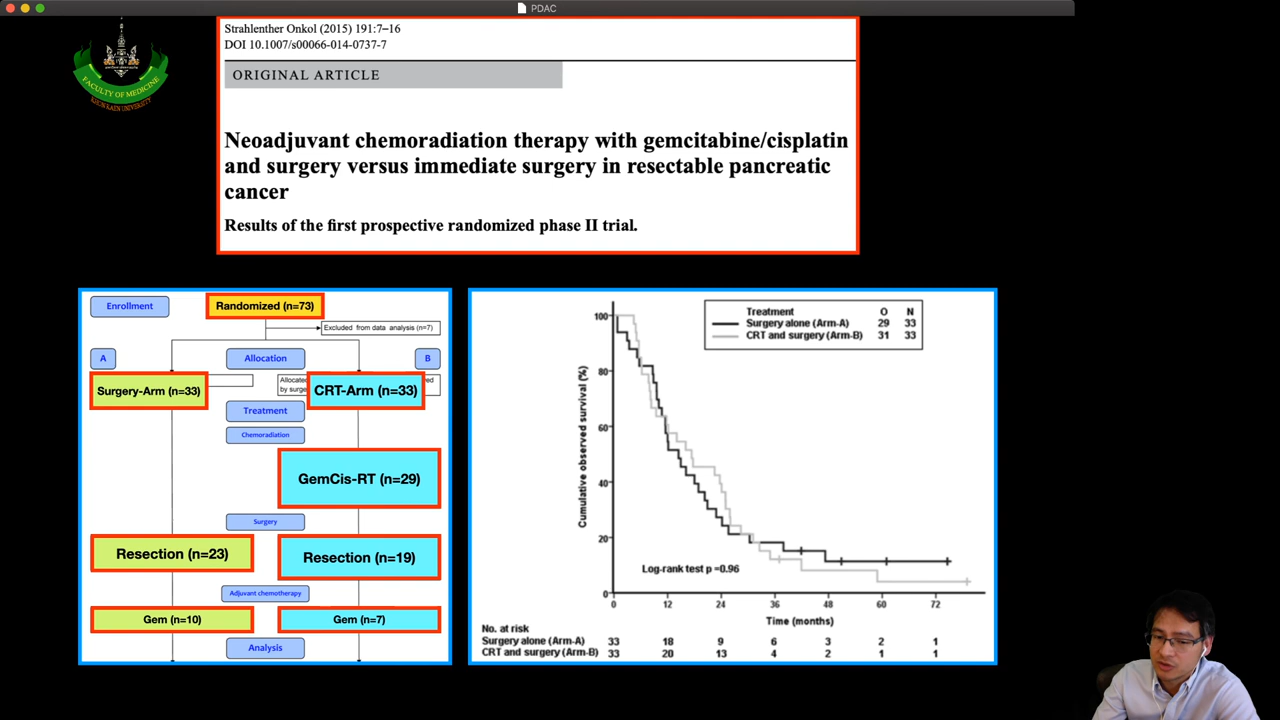 PDAC
FACULTY OF MEDICINE
KHON KAEN UNIVERSITY
Strahlenther Onkol (2015) 191:7–16
DOI 10.1007/s00066-014-0737-7
ORIGINAL ARTICLE
Neoadjuvant chemoradiation therapy with gemcitabine/cisplatin
and surgery versus immediate surgery in resectable pancreatic
cancer
Results of the first prospective randomized phase II trial.
Enrollment
Randomized (n=73)
Excluded from data analysis (n=7)
A
Allocation
B
Surgery-Arm (n=33)
CRT-Arm (n=33)
Treatment
Chemoradiation
GemCis-RT (n=29)
Surgery
Resection (n=23)
Resection (n=19)
Adjuvant chemotherapy
Gem (n=10)
Gem (n=7)
Analysis
Treatment O N
Surgery alone (Arm-A) 29 33
CRT and surgery (Arm-B) 31 33
Cumulative observed survival (%)
100
80
60
40
20
0
Log-rank test p =0.96
0 12 24 36 48 60 72
Time (months)
No. at risk
Surgery alone (Arm-A) 33 18 9 6 3 2 1
CRT and surgery (Arm-B) 33 20 13 4 2 1 1